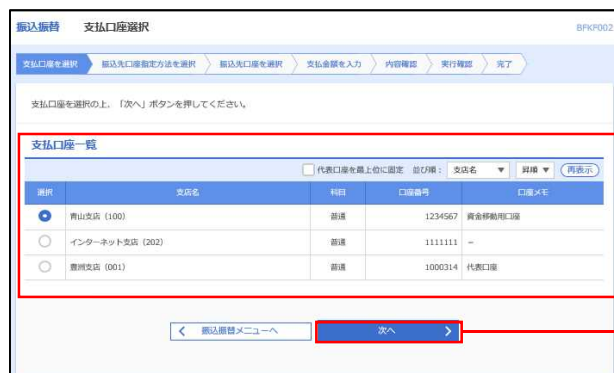 振込振替 支払口座選択 BFKF002
支払口座を選択 振込先口座指定方法を選択 振込先口座を選択 支払金額を入力 内容確認 実行確認 完了
支払口座を選択の上、「次へ」ボタンを押してください。
支払口座一覧
代表口座を最上位に固定 並び順： 支店名 ▼ 昇順 ▼ 再表示
選択 支店名 科目 口座番号 口座メモ
青山支店（100） 普通 1234567 資金移動用口座
インターネット支店（202） 普通 1111111 －
豊洲支店（001） 普通 1000314 代表口座
振込振替メニューへ 次へ